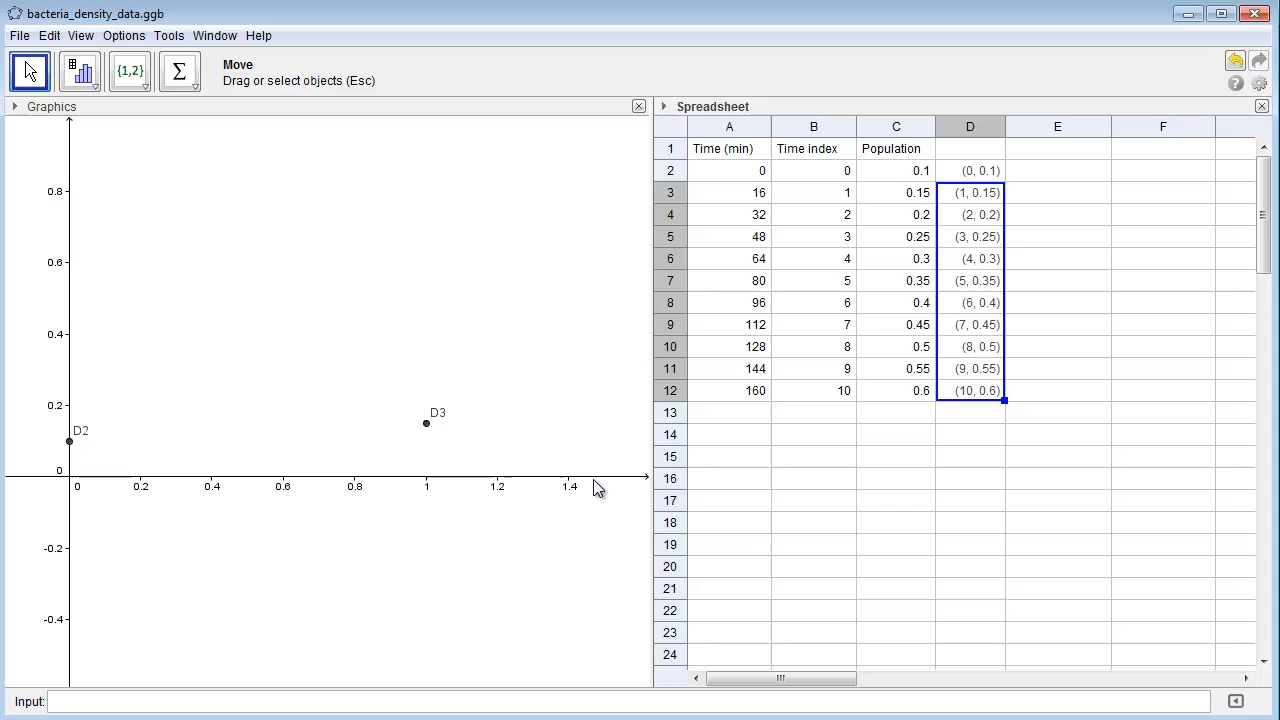 bacteria_density_data.ggb
File Edit View Options Tools Window Help
{1,2} Σ
Move
Drag or select objects (Esc)
Graphics
Spreadsheet
0.8
0.6
0.4
0.2
0
-0.2
-0.4
0 0.2 0.4 0.6 0.8 1 1.2 1.4
D2
D3
A B C D E F
1 Time (min) Time index Population
2 0 0 0.1 (0, 0.1)
3 16 1 0.15 (1, 0.15)
4 32 2 0.2 (2, 0.2)
5 48 3 0.25 (3, 0.25)
6 64 4 0.3 (4, 0.3)
7 80 5 0.35 (5, 0.35)
8 96 6 0.4 (6, 0.4)
9 112 7 0.45 (7, 0.45)
10 128 8 0.5 (8, 0.5)
11 144 9 0.55 (9, 0.55)
12 160 10 0.6 (10, 0.6)
13
14
15
16
17
18
19
20
21
22
23
24
Input: